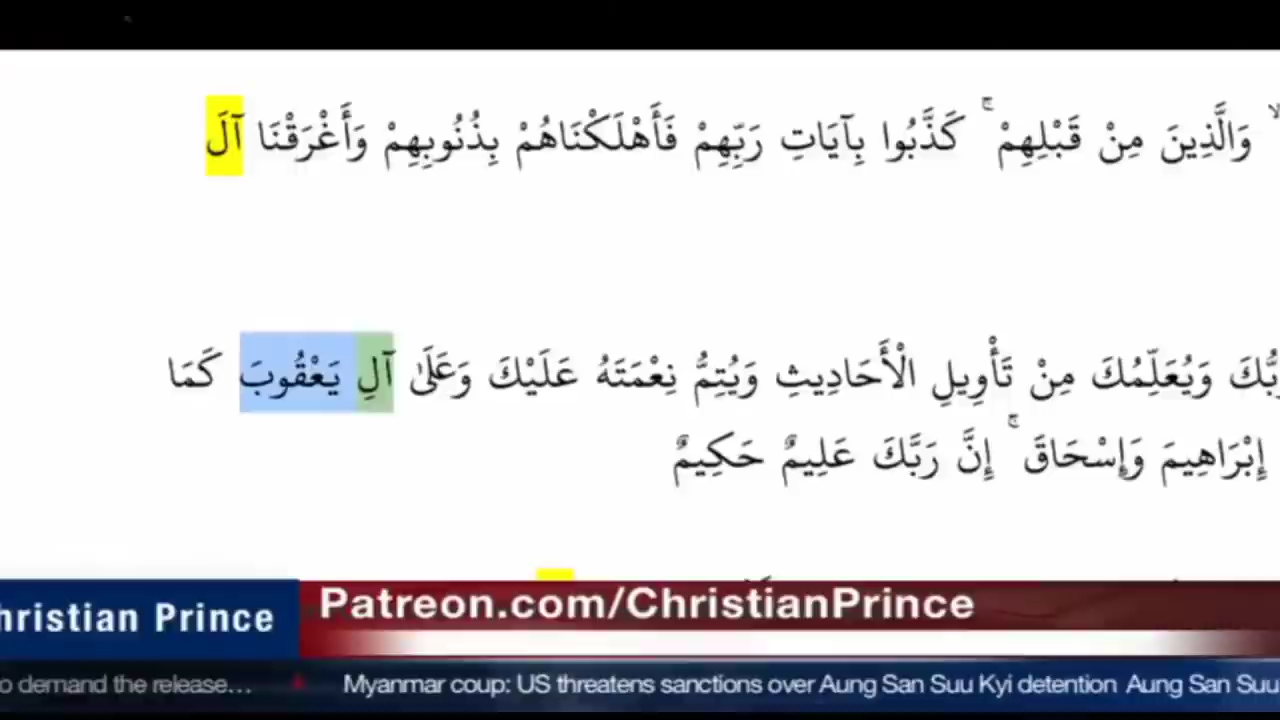 وَالَّذِينَ مِنْ قَبْلِهِمْ ۚ كَذَّبُوا بِآيَاتِ رَبِّهِمْ فَأَهْلَكْنَاهُمْ بِذُنُوبِهِمْ وَأَغْرَقْنَا آلَ
وَيُعَلِّمُكَ مِنْ تَأْوِيلِ الْأَحَادِيثِ وَيُتِمُّ نِعْمَتَهُ عَلَيْكَ وَعَلَىٰ آلِ يَعْقُوبَ كَمَا
إِبْرَاهِيمَ وَإِسْحَاقَ ۚ إِنَّ رَبَّكَ عَلِيمٌ حَكِيمٌ
hristian Prince
Patreon.com/ChristianPrince
o demand the release... Myanmar coup: US threatens sanctions over Aung San Suu Kyi detention Aung San Suu